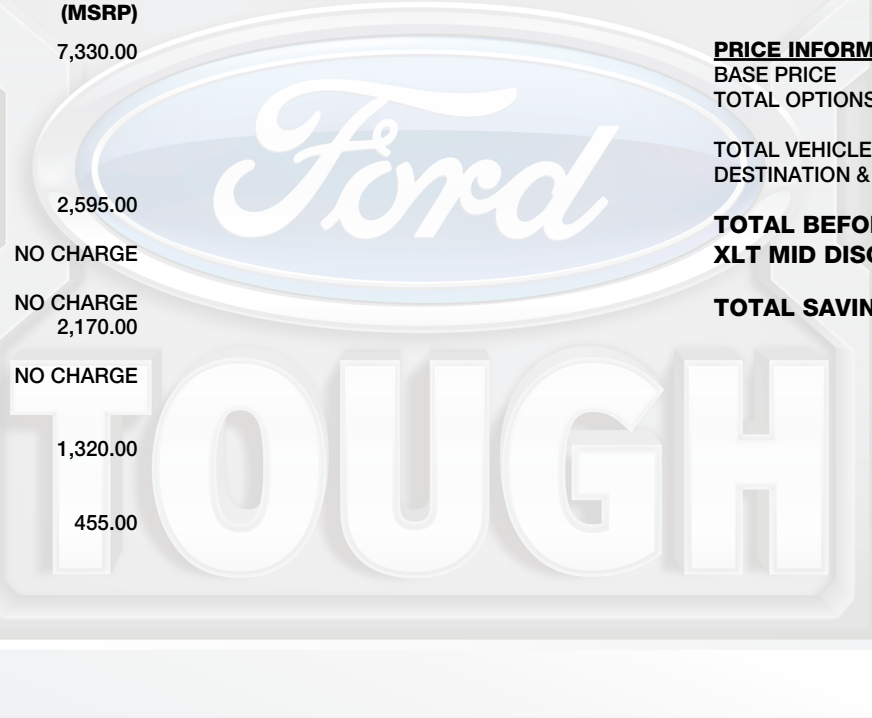 (MSRP)
7,330.00
2,595.00
NO CHARGE
NO CHARGE
2,170.00
NO CHARGE
1,320.00
455.00
PRICE INFORM
BASE PRICE
TOTAL OPTIONS
TOTAL VEHICLE
DESTINATION &
TOTAL BEFO
XLT MID DISC
TOTAL SAVIN
Ford
TOUGH